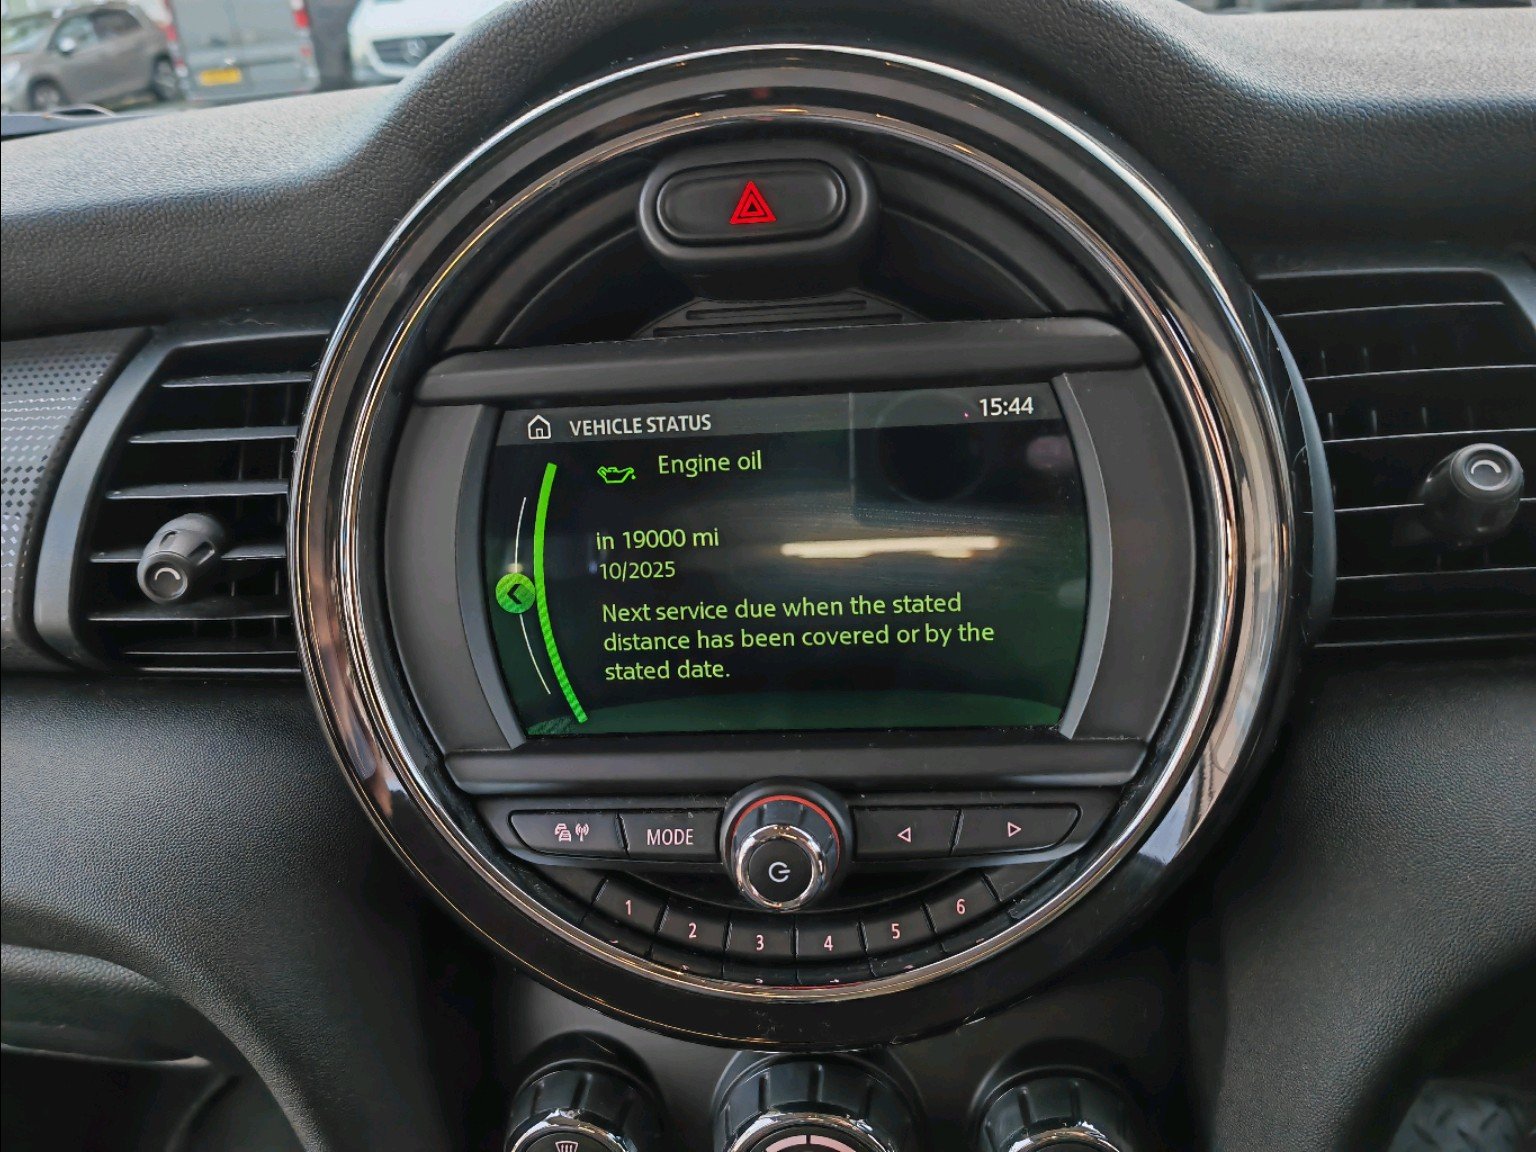 VEHICLE STATUS
15:44
Engine oil
in 19000 mi
10/2025
Next service due when the stated
distance has been covered or by the
stated date.
MODE
1
2
3
4
5
6